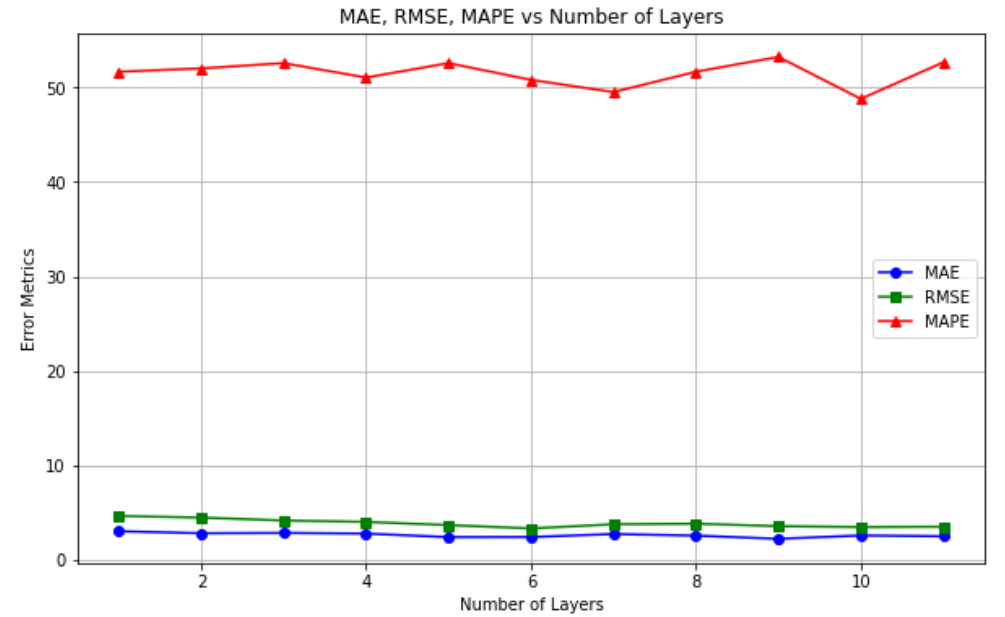 MAE, RMSE, MAPE vs Number of Layers
Error Metrics
50
40
30
20
10
0
MAE
RMSE
MAPE
2 4 6 8 10
Number of Layers